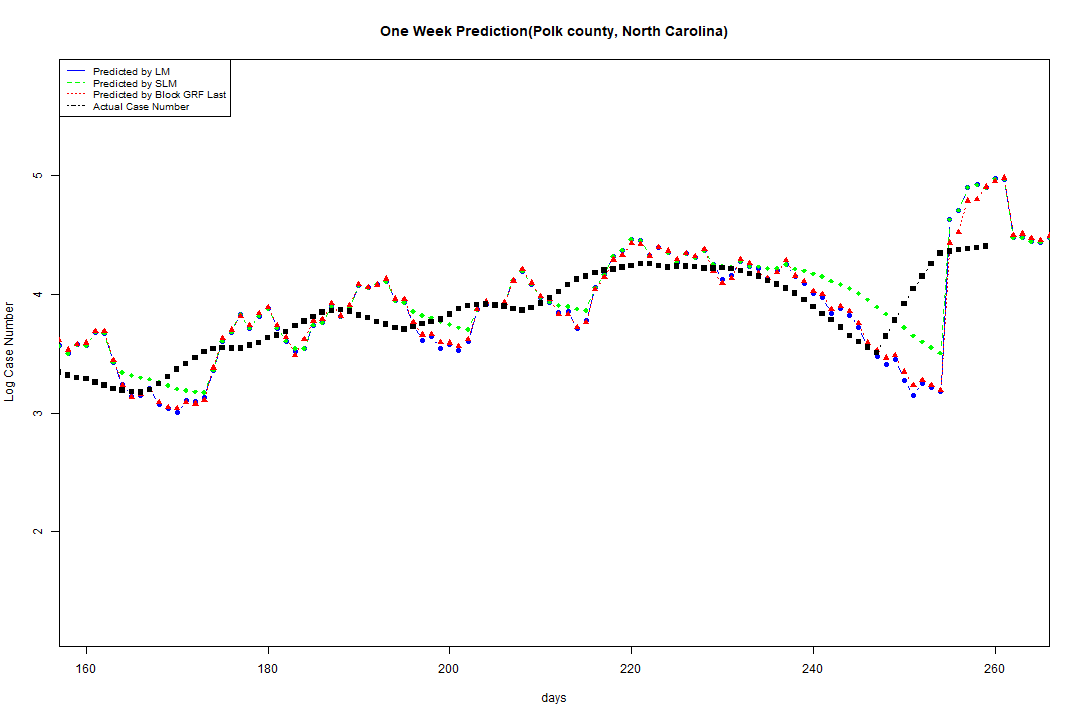 One Week Prediction(Polk county, North Carolina)
Predicted by LM
Predicted by SLM
Predicted by Block GRF Last
Actual Case Number
5
4
3
2
Log Case Number
160 180 200 220 240 260
days